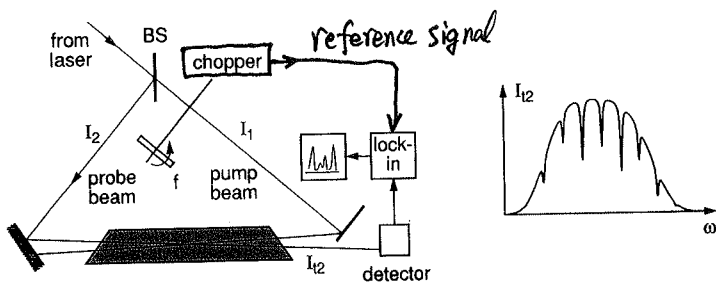 from
laser
BS
chopper
reference signal
I₂
I₁
f
probe
beam
pump
beam
lock-
in
Iₜ₂
detector
Iₜ₂
ω